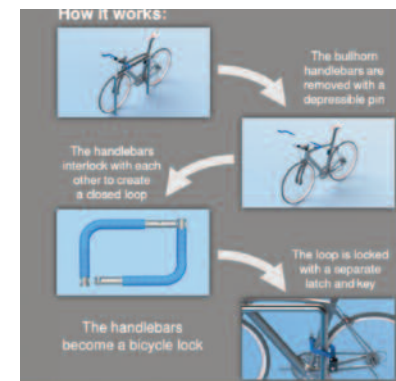 How it works:
The bullhorn
handlebars are
removed with a
depressible pin
The handlebars
interlock with each
other to create
a closed loop
The loop is locked
with a separate
latch and key
The handlebars
become a bicycle lock